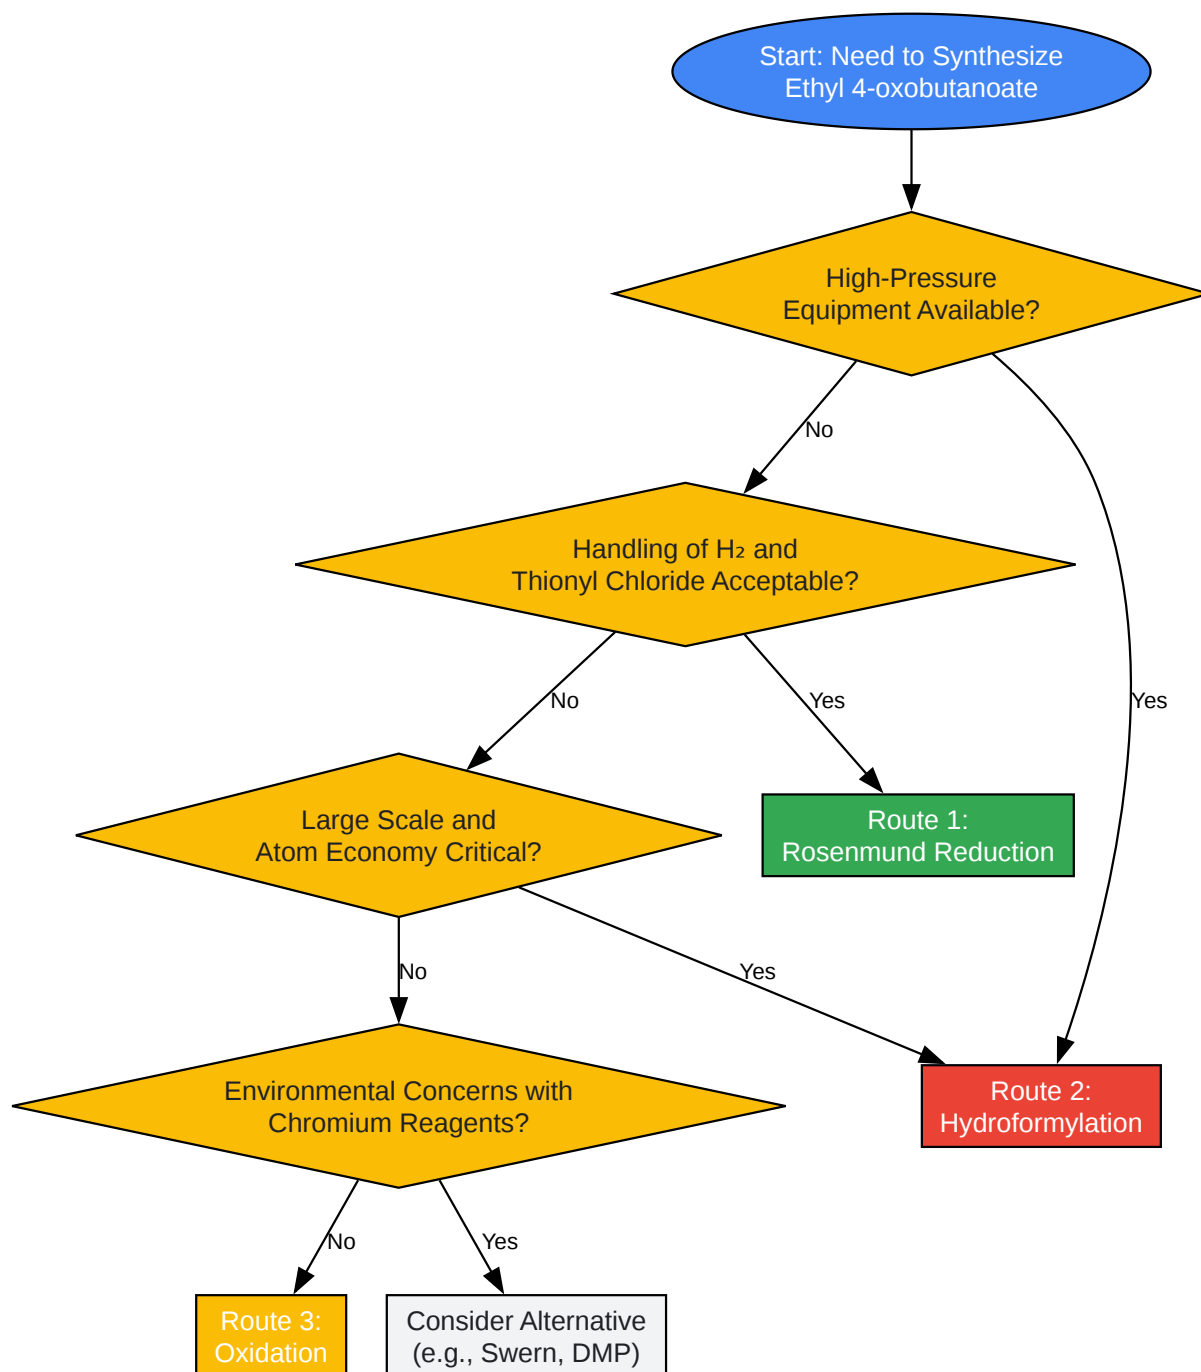 Start: Need to Synthesize
Ethyl 4-oxobutanoate
High-Pressure
Equipment Available?
No
Handling of H₂ and
Thionyl Chloride Acceptable?
No
Yes
Yes
Large Scale and
Atom Economy Critical?
Route 1:
Rosenmund Reduction
No
Yes
Environmental Concerns with
Chromium Reagents?
Route 2:
Hydroformylation
No
Yes
Route 3:
Oxidation
Consider Alternative
(e.g., Swern, DMP)